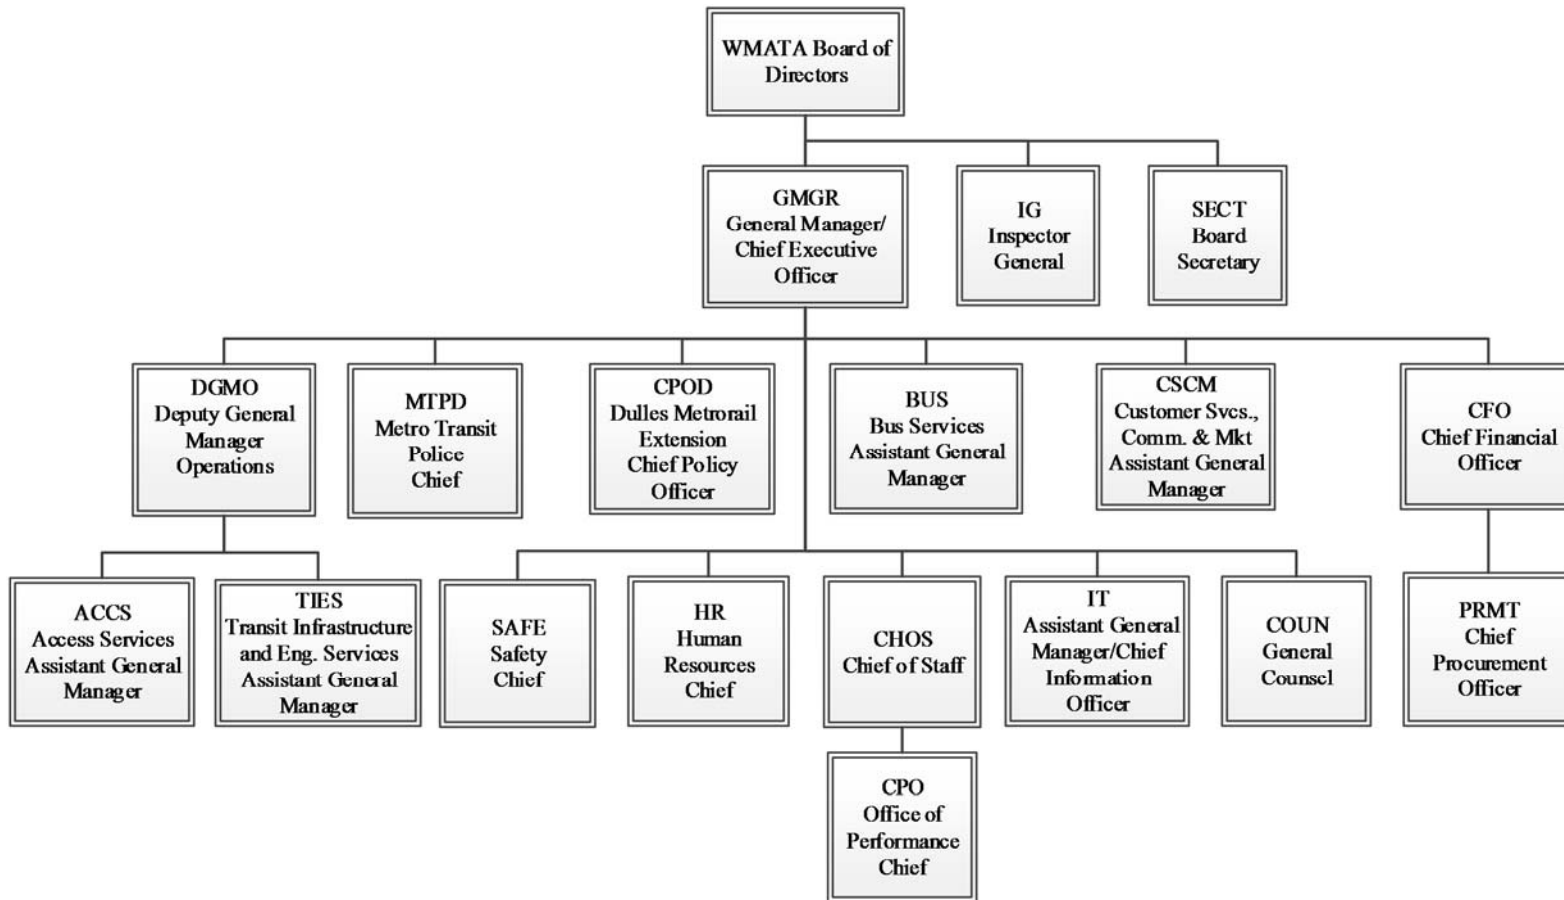 WMATA Board of
Directors
GMGR
General Manager/
Chief Executive
Officer
IG
Inspector
General
SECT
Board
Secretary
DGMO
Deputy General
Manager
Operations
MTPD
Metro Transit
Police
Chief
CPOD
Dulles Metrorail
Extension
Chief Policy
Officer
BUS
Bus Services
Assistant General
Manager
CSCM
Customer Svcs.,
Comm. & Mkt
Assistant General
Manager
CFO
Chief Financial
Officer
ACCS
Access Services
Assistant General
Manager
TIES
Transit Infrastructure
and Eng. Services
Assistant General
Manager
SAFE
Safety
Chief
HR
Human
Resources
Chief
CHOS
Chief of Staff
IT
Assistant General
Manager/Chief
Information
Officer
COUN
General
Counsel
PRMT
Chief
Procurement
Officer
CPO
Office of
Performance
Chief